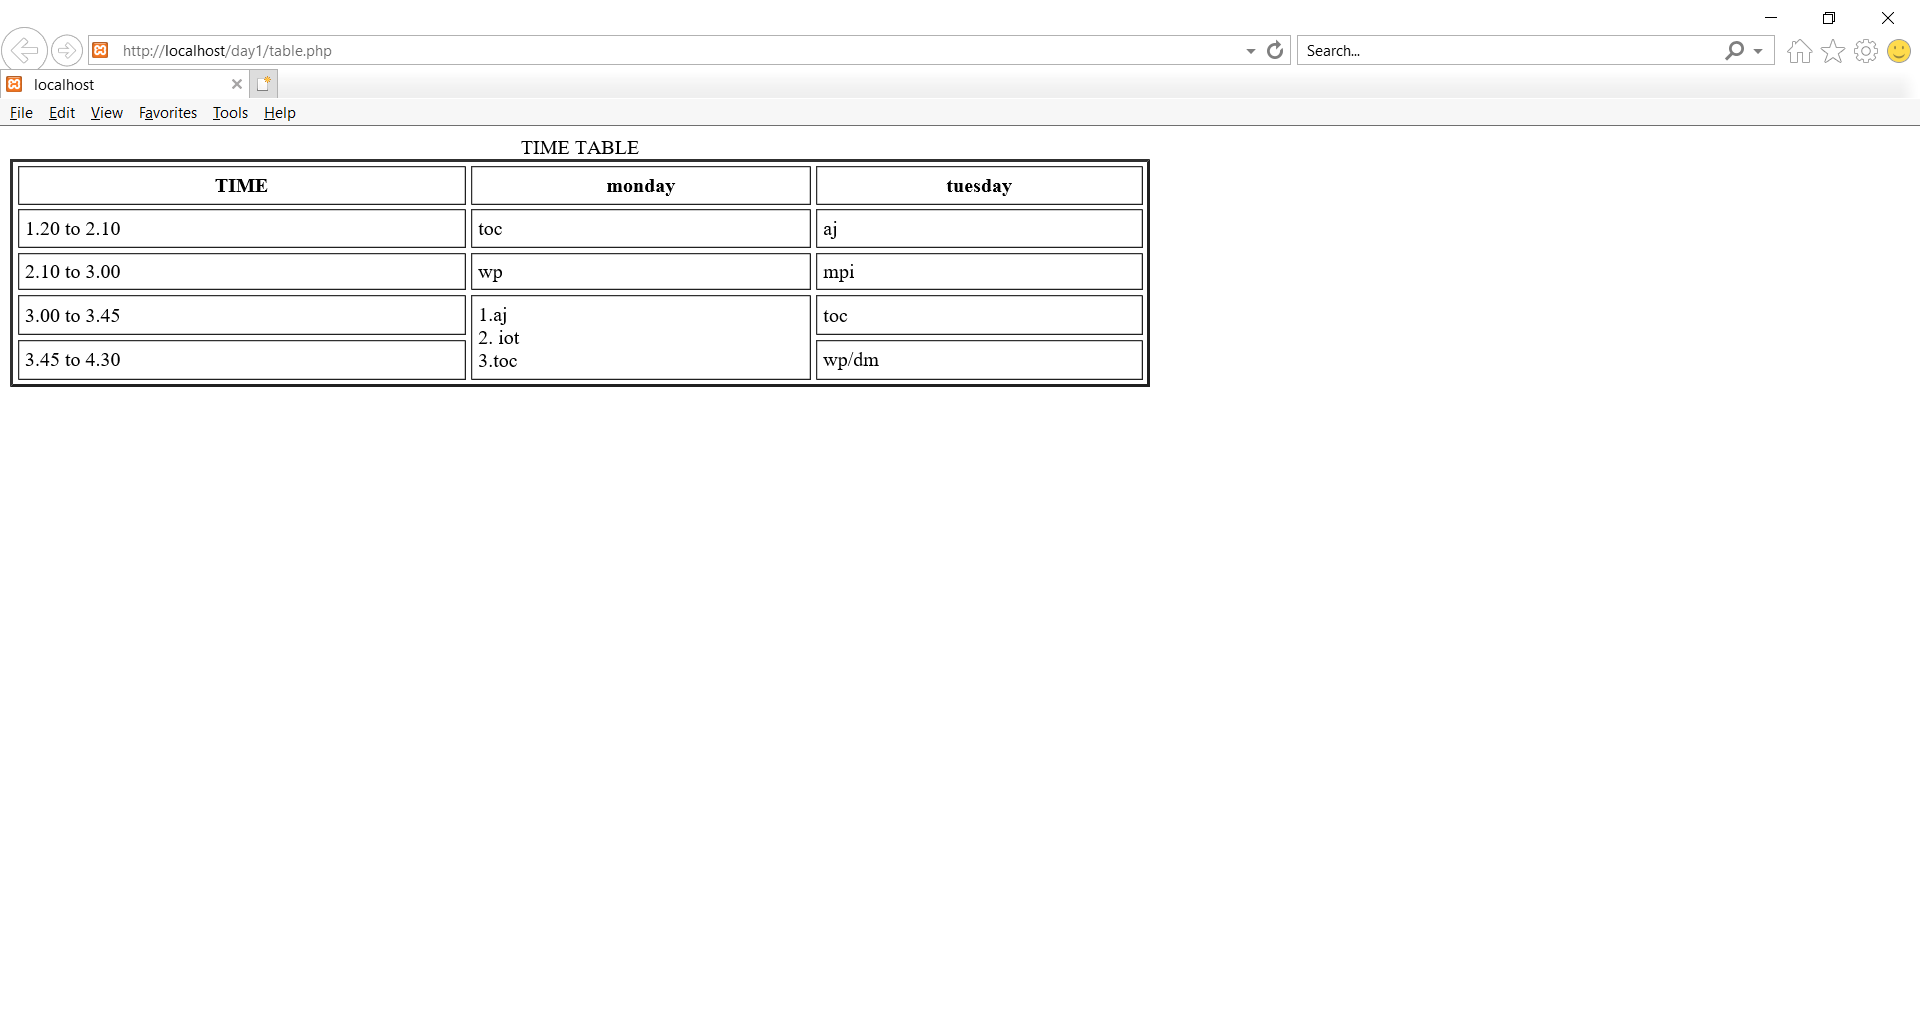 http://localhost/day1/table.php
Search...
localhost
File Edit View Favorites Tools Help
TIME TABLE
TIME monday tuesday
1.20 to 2.10 toc aj
2.10 to 3.00 wp mpi
3.00 to 3.45 1.aj toc
2. iot
3.45 to 4.30 3.toc wp/dm